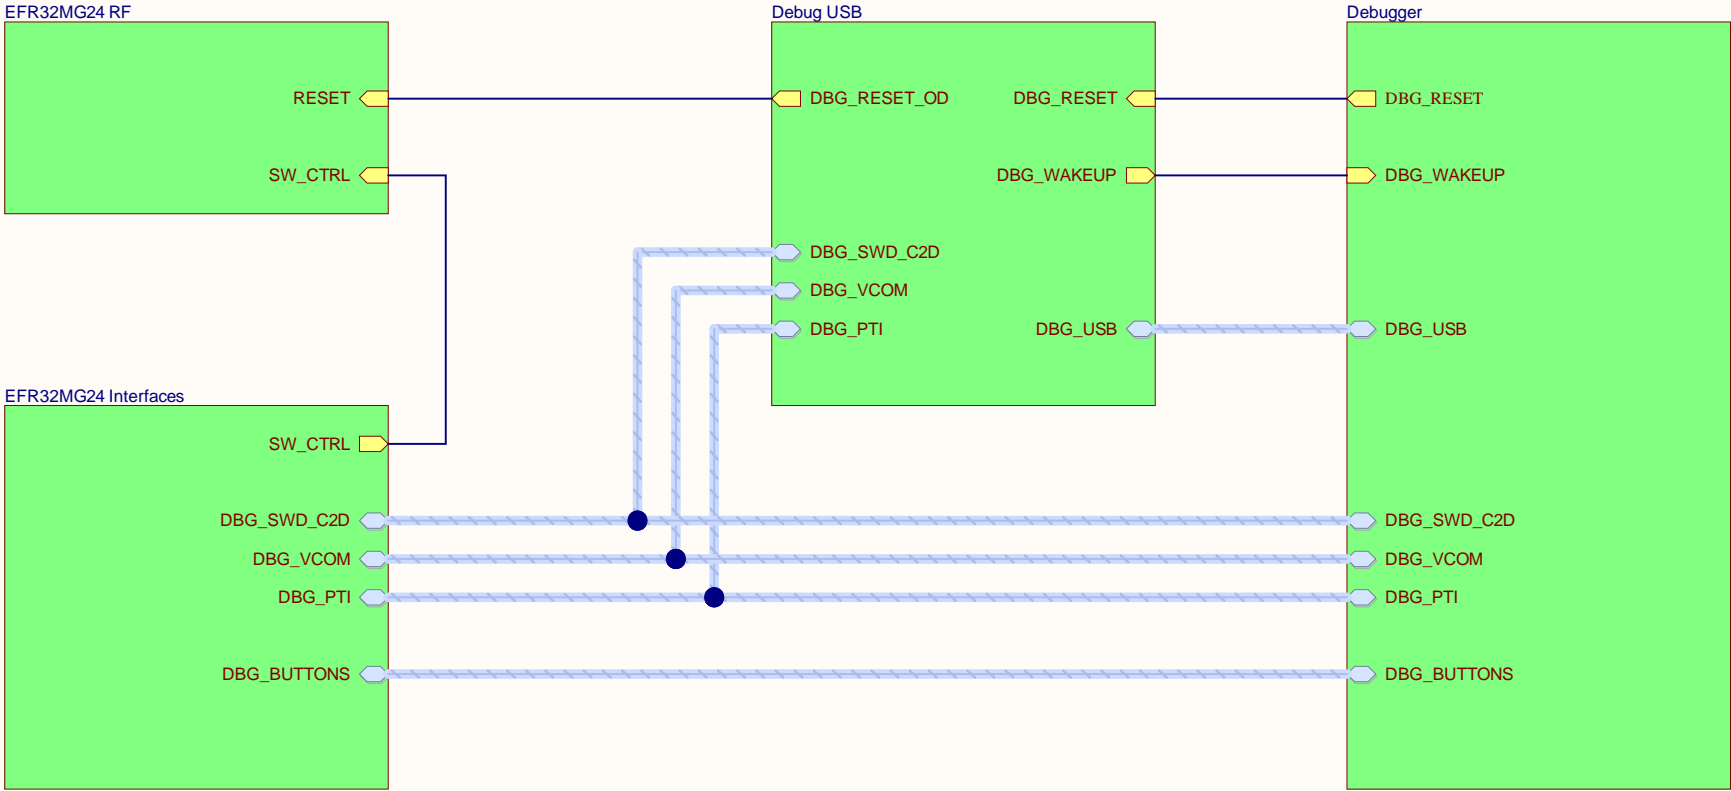 EFR32MG24 RF
RESET
SW_CTRL
Debug USB
DBG_RESET_OD
DBG_RESET
DBG_WAKEUP
DBG_SWD_C2D
DBG_VCOM
DBG_PTI
DBG_USB
Debugger
DBG_RESET
DBG_WAKEUP
DBG_USB
DBG_SWD_C2D
DBG_VCOM
DBG_PTI
DBG_BUTTONS
EFR32MG24 Interfaces
SW_CTRL
DBG_SWD_C2D
DBG_VCOM
DBG_PTI
DBG_BUTTONS